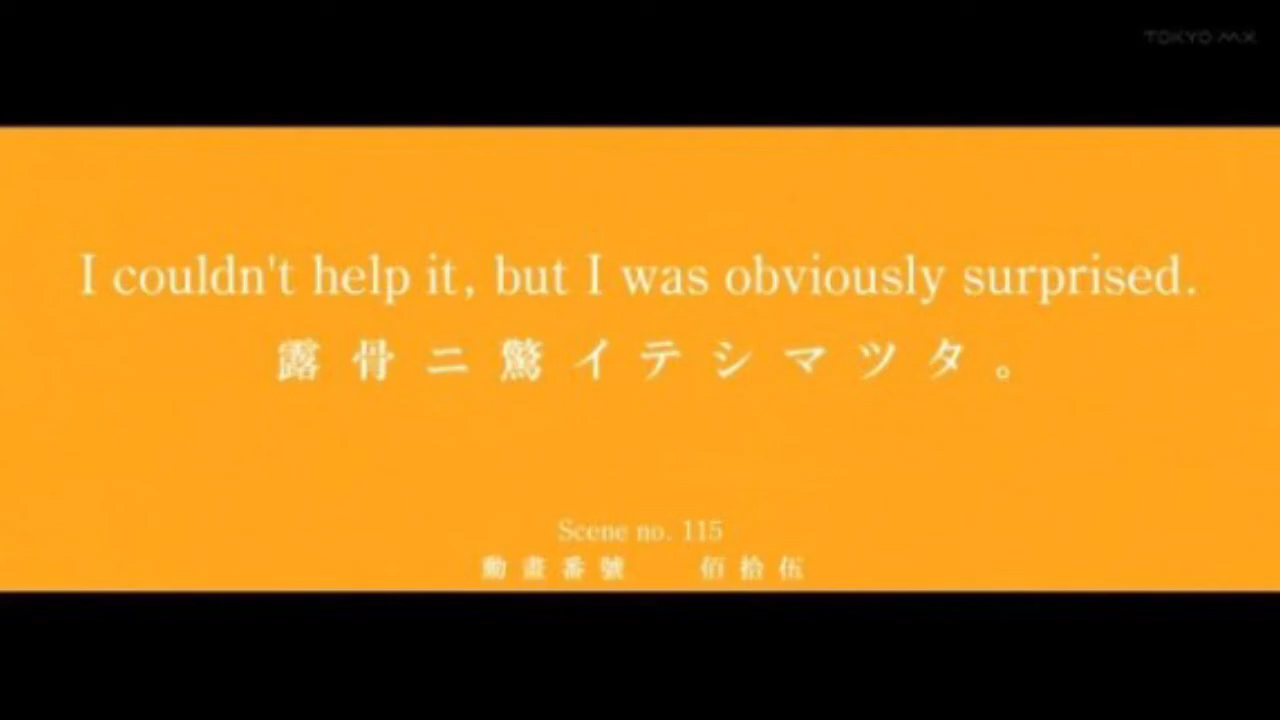 TOKYO MX
I couldn't help it, but I was obviously surprised.
露骨ニ驚イテシマツタ。
Scene no. 115
動畫番號 佰拾伍